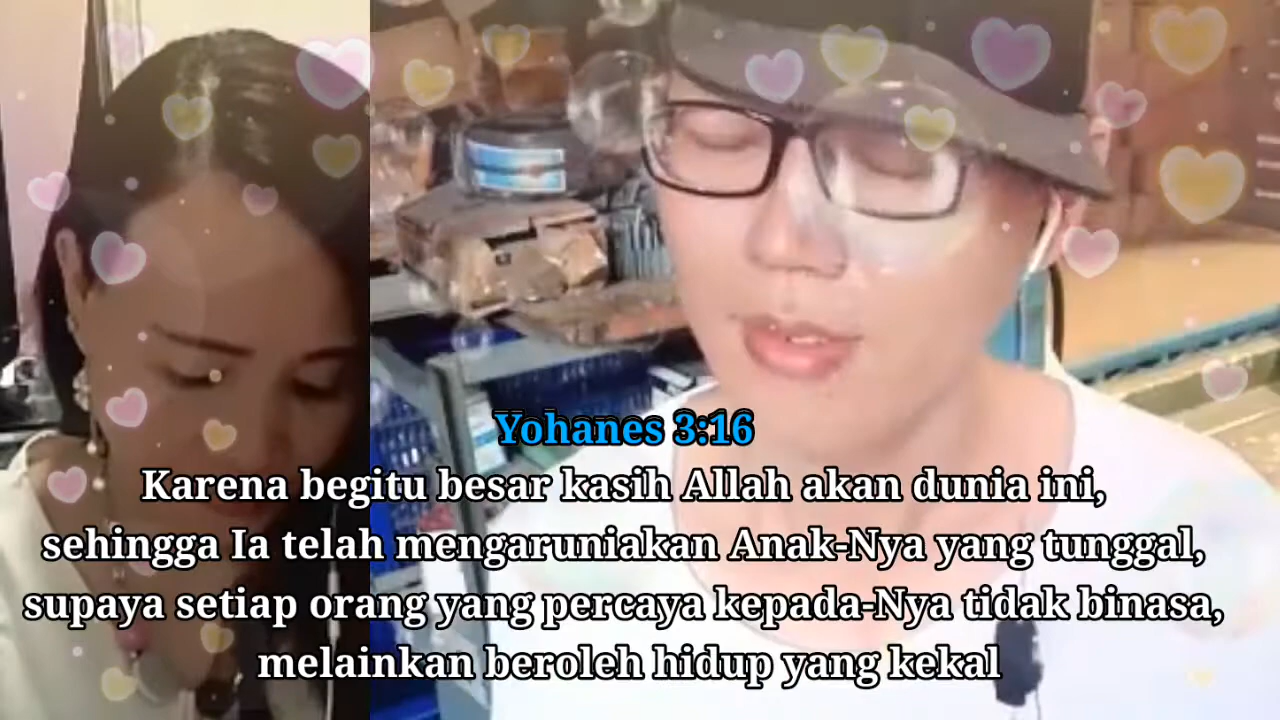 Yohanes 3:16
Karena begitu besar kasih Allah akan dunia ini,
sehingga Ia telah mengaruniakan Anak-Nya yang tunggal,
supaya setiap orang yang percaya kepada-Nya tidak binasa,
melainkan beroleh hidup yang kekal